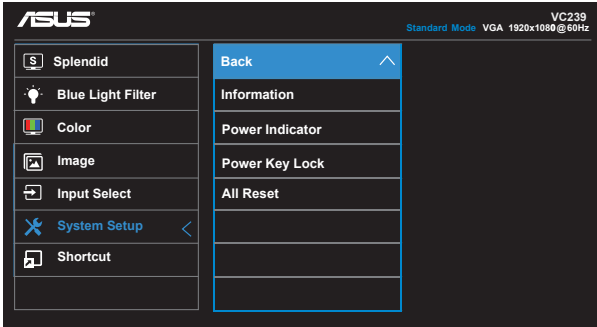 ASUS
VC239
Standard Mode VGA 1920x1080@60Hz
S Splendid
Blue Light Filter
Color
Image
Input Select
System Setup
Shortcut
Back
Information
Power Indicator
Power Key Lock
All Reset